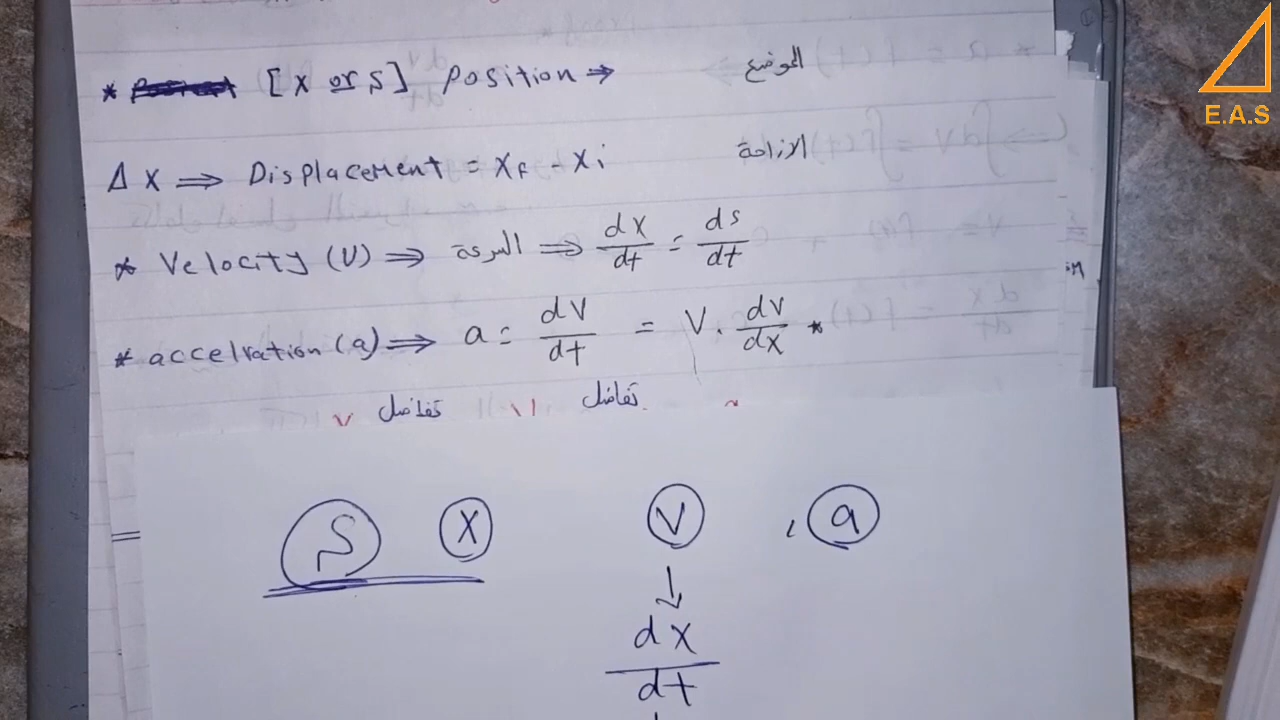 * [x or s] position ⇒ الموضع
Δx ⇒ Displacement = xf - xi الازاحة
* Velocity (v) ⇒ السرعة ⇒ dx/dt = ds/dt
* accelration (a) ⇒ a = dv/dt = v . dv/dx *
تفاضل تفاضل
S x v , a
↓
dx/dt
E.A.S